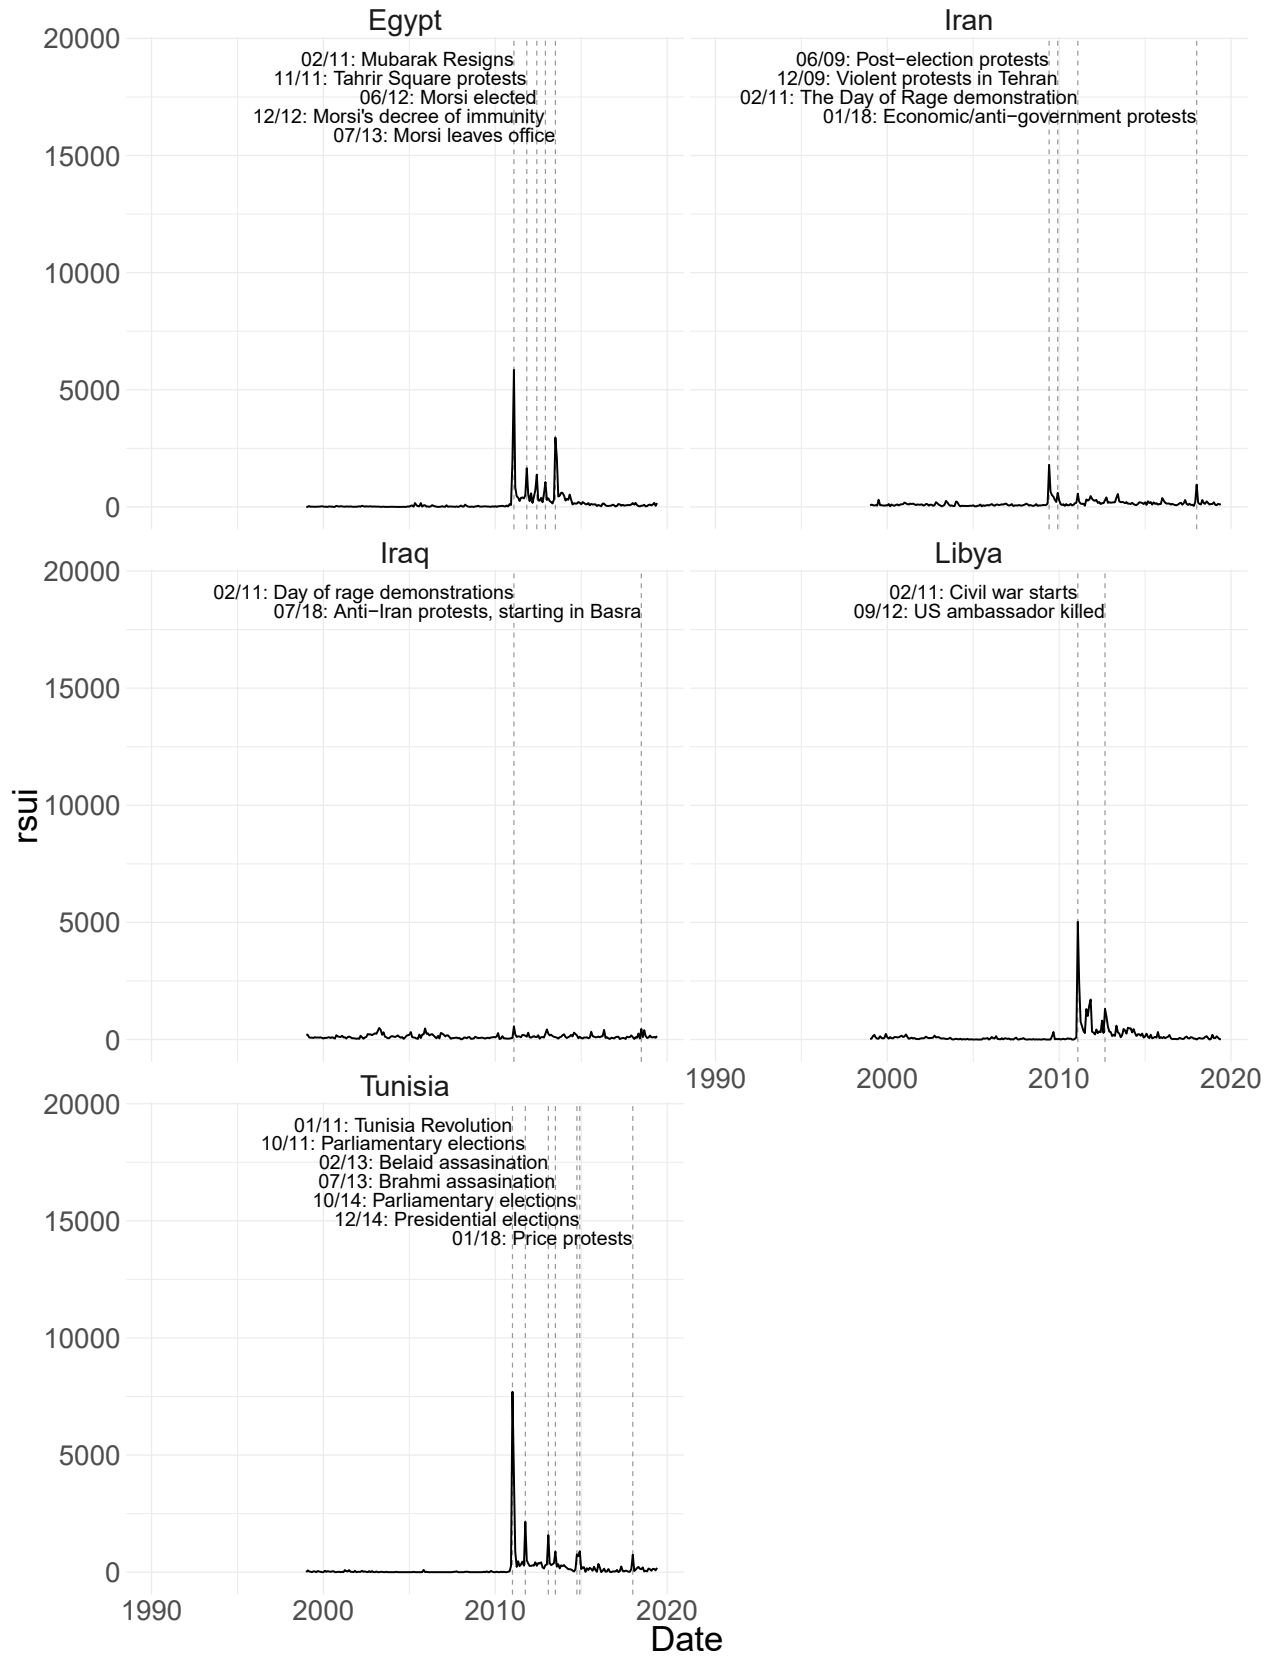 Egypt
20000
02/11: Mubarak Resigns
11/11: Tahrir Square protests
06/12: Morsi elected
12/12: Morsi's decree of immunity
07/13: Morsi leaves office
15000
10000
5000
0
Iran
06/09: Post−election protests
12/09: Violent protests in Tehran
02/11: The Day of Rage demonstration
01/18: Economic/anti−government protests
Iraq
20000
02/11: Day of rage demonstrations
07/18: Anti−Iran protests, starting in Basra
15000
10000
5000
0
rsui
Libya
02/11: Civil war starts
09/12: US ambassador killed
1990 2000 2010 2020
Tunisia
20000
01/11: Tunisia Revolution
10/11: Parliamentary elections
02/13: Belaid assasination
07/13: Brahmi assasination
10/14: Parliamentary elections
12/14: Presidential elections
01/18: Price protests
15000
10000
5000
0
1990 2000 2010 2020
Date